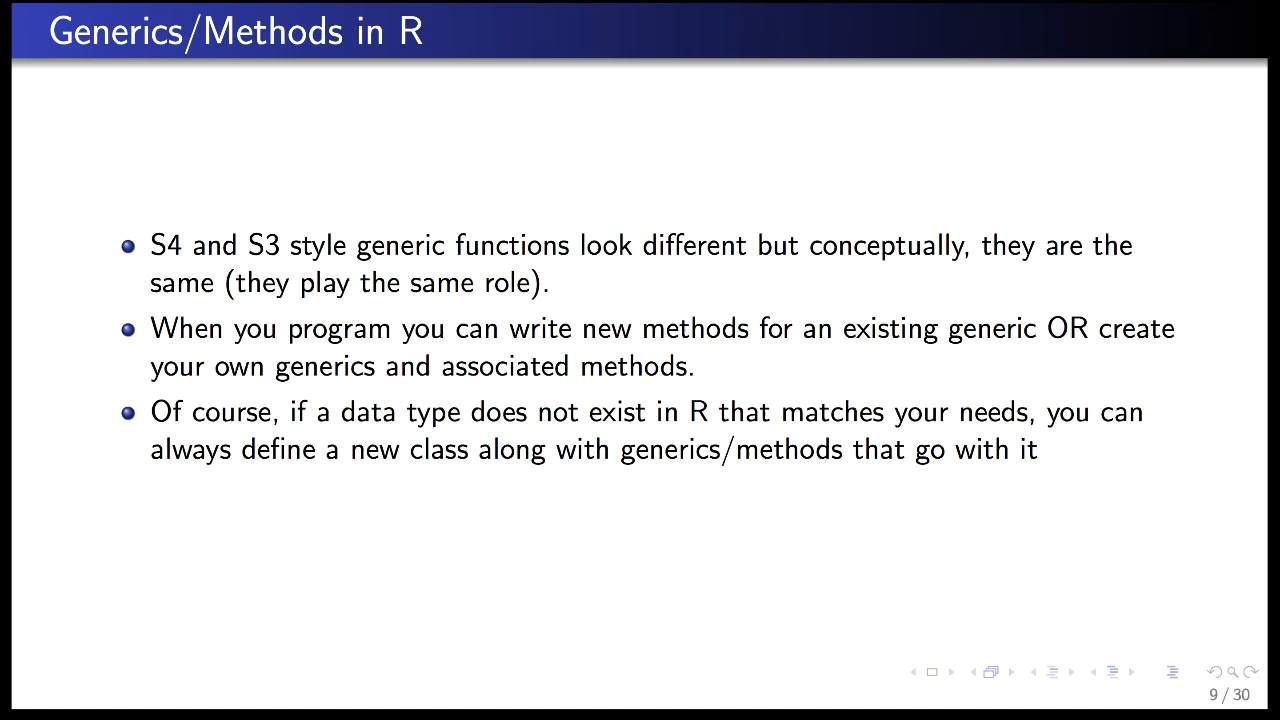 Generics/Methods in R
S4 and S3 style generic functions look different but conceptually, they are the
same (they play the same role).
When you program you can write new methods for an existing generic OR create
your own generics and associated methods.
Of course, if a data type does not exist in R that matches your needs, you can
always define a new class along with generics/methods that go with it
9 / 30